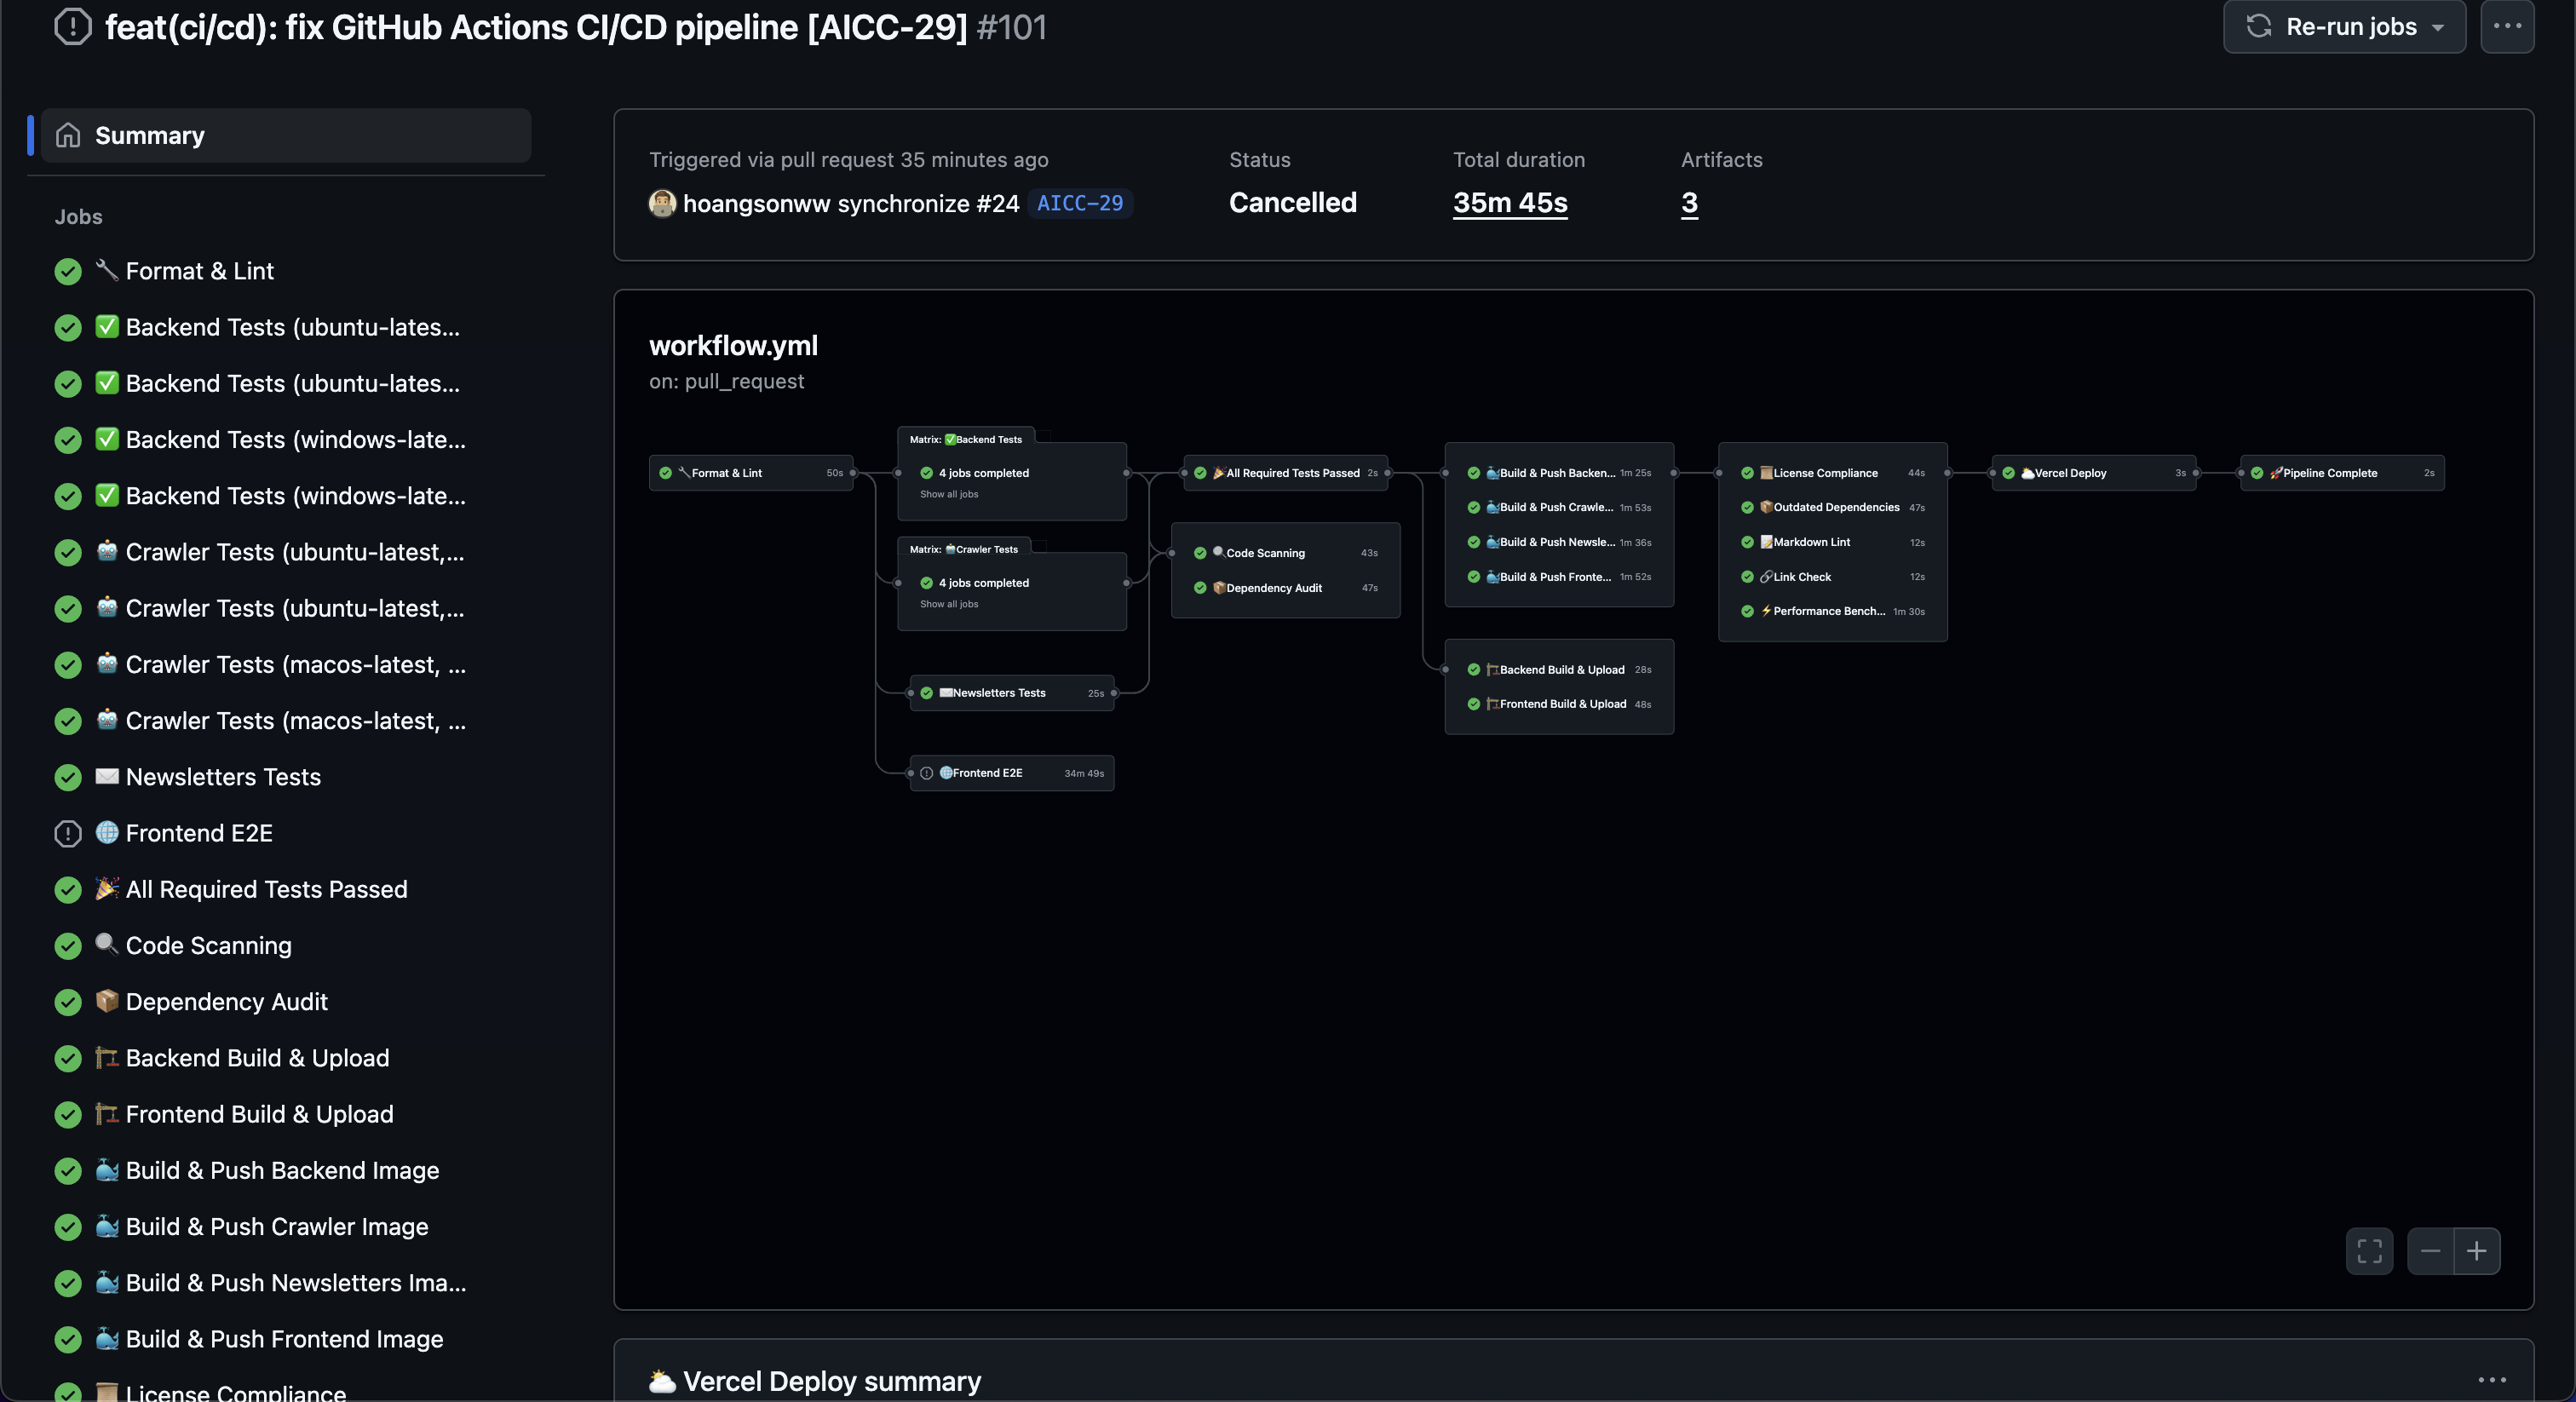 feat(ci/cd): fix GitHub Actions CI/CD pipeline [AICC-29] #101
Re-run jobs
Summary
Jobs
Format & Lint
Backend Tests (ubuntu-lates...
Backend Tests (ubuntu-lates...
Backend Tests (windows-late...
Backend Tests (windows-late...
Crawler Tests (ubuntu-latest,...
Crawler Tests (ubuntu-latest,...
Crawler Tests (macos-latest, ...
Crawler Tests (macos-latest, ...
Newsletters Tests
Frontend E2E
All Required Tests Passed
Code Scanning
Dependency Audit
Backend Build & Upload
Frontend Build & Upload
Build & Push Backend Image
Build & Push Crawler Image
Build & Push Newsletters Ima...
Build & Push Frontend Image
License Compliance
Triggered via pull request 35 minutes ago
hoangsonww synchronize #24 AICC-29
Status
Cancelled
Total duration
35m 45s
Artifacts
3
workflow.yml
on: pull_request
Format & Lint 50s
Matrix: Backend Tests
4 jobs completed
Show all jobs
Matrix: Crawler Tests
4 jobs completed
Show all jobs
Newsletters Tests 25s
Frontend E2E 34m 49s
All Required Tests Passed 2s
Code Scanning 43s
Dependency Audit 47s
Build & Push Backen... 1m 25s
Build & Push Crawle... 1m 53s
Build & Push Newsle... 1m 36s
Build & Push Fronte... 1m 52s
Backend Build & Upload 28s
Frontend Build & Upload 48s
License Compliance 44s
Outdated Dependencies 47s
Markdown Lint 12s
Link Check 12s
Performance Bench... 1m 30s
Vercel Deploy 3s
Pipeline Complete 2s
Vercel Deploy summary